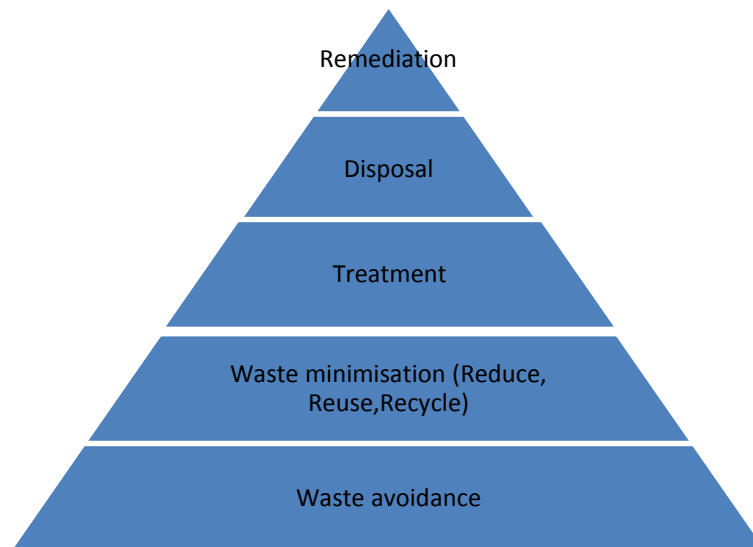 Remediation
Disposal
Treatment
Waste minimisation (Reduce,
Reuse,Recycle)
Waste avoidance